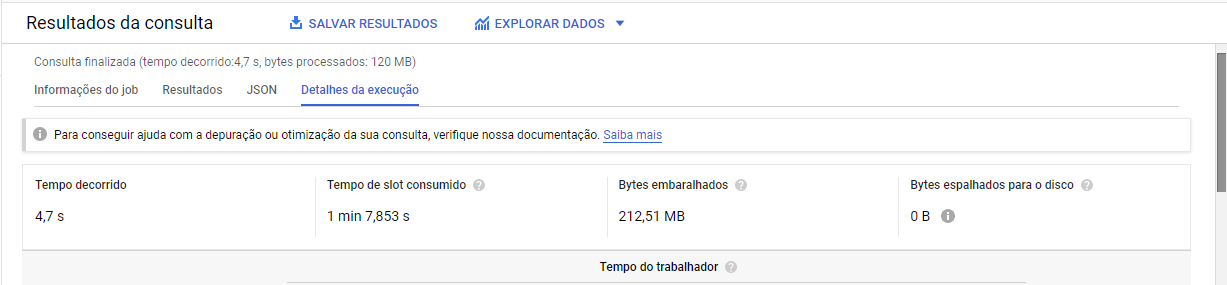 Resultados da consulta SALVAR RESULTADOS EXPLORAR DADOS
Consulta finalizada (tempo decorrido:4,7 s, bytes processados: 120 MB)
Informações do job Resultados JSON Detalhes da execução
Para conseguir ajuda com a depuração ou otimização da sua consulta, verifique nossa documentação. Saiba mais
Tempo decorrido Tempo de slot consumido Bytes embaralhados Bytes espalhados para o disco
4,7 s 1 min 7,853 s 212,51 MB 0 B
Tempo do trabalhador